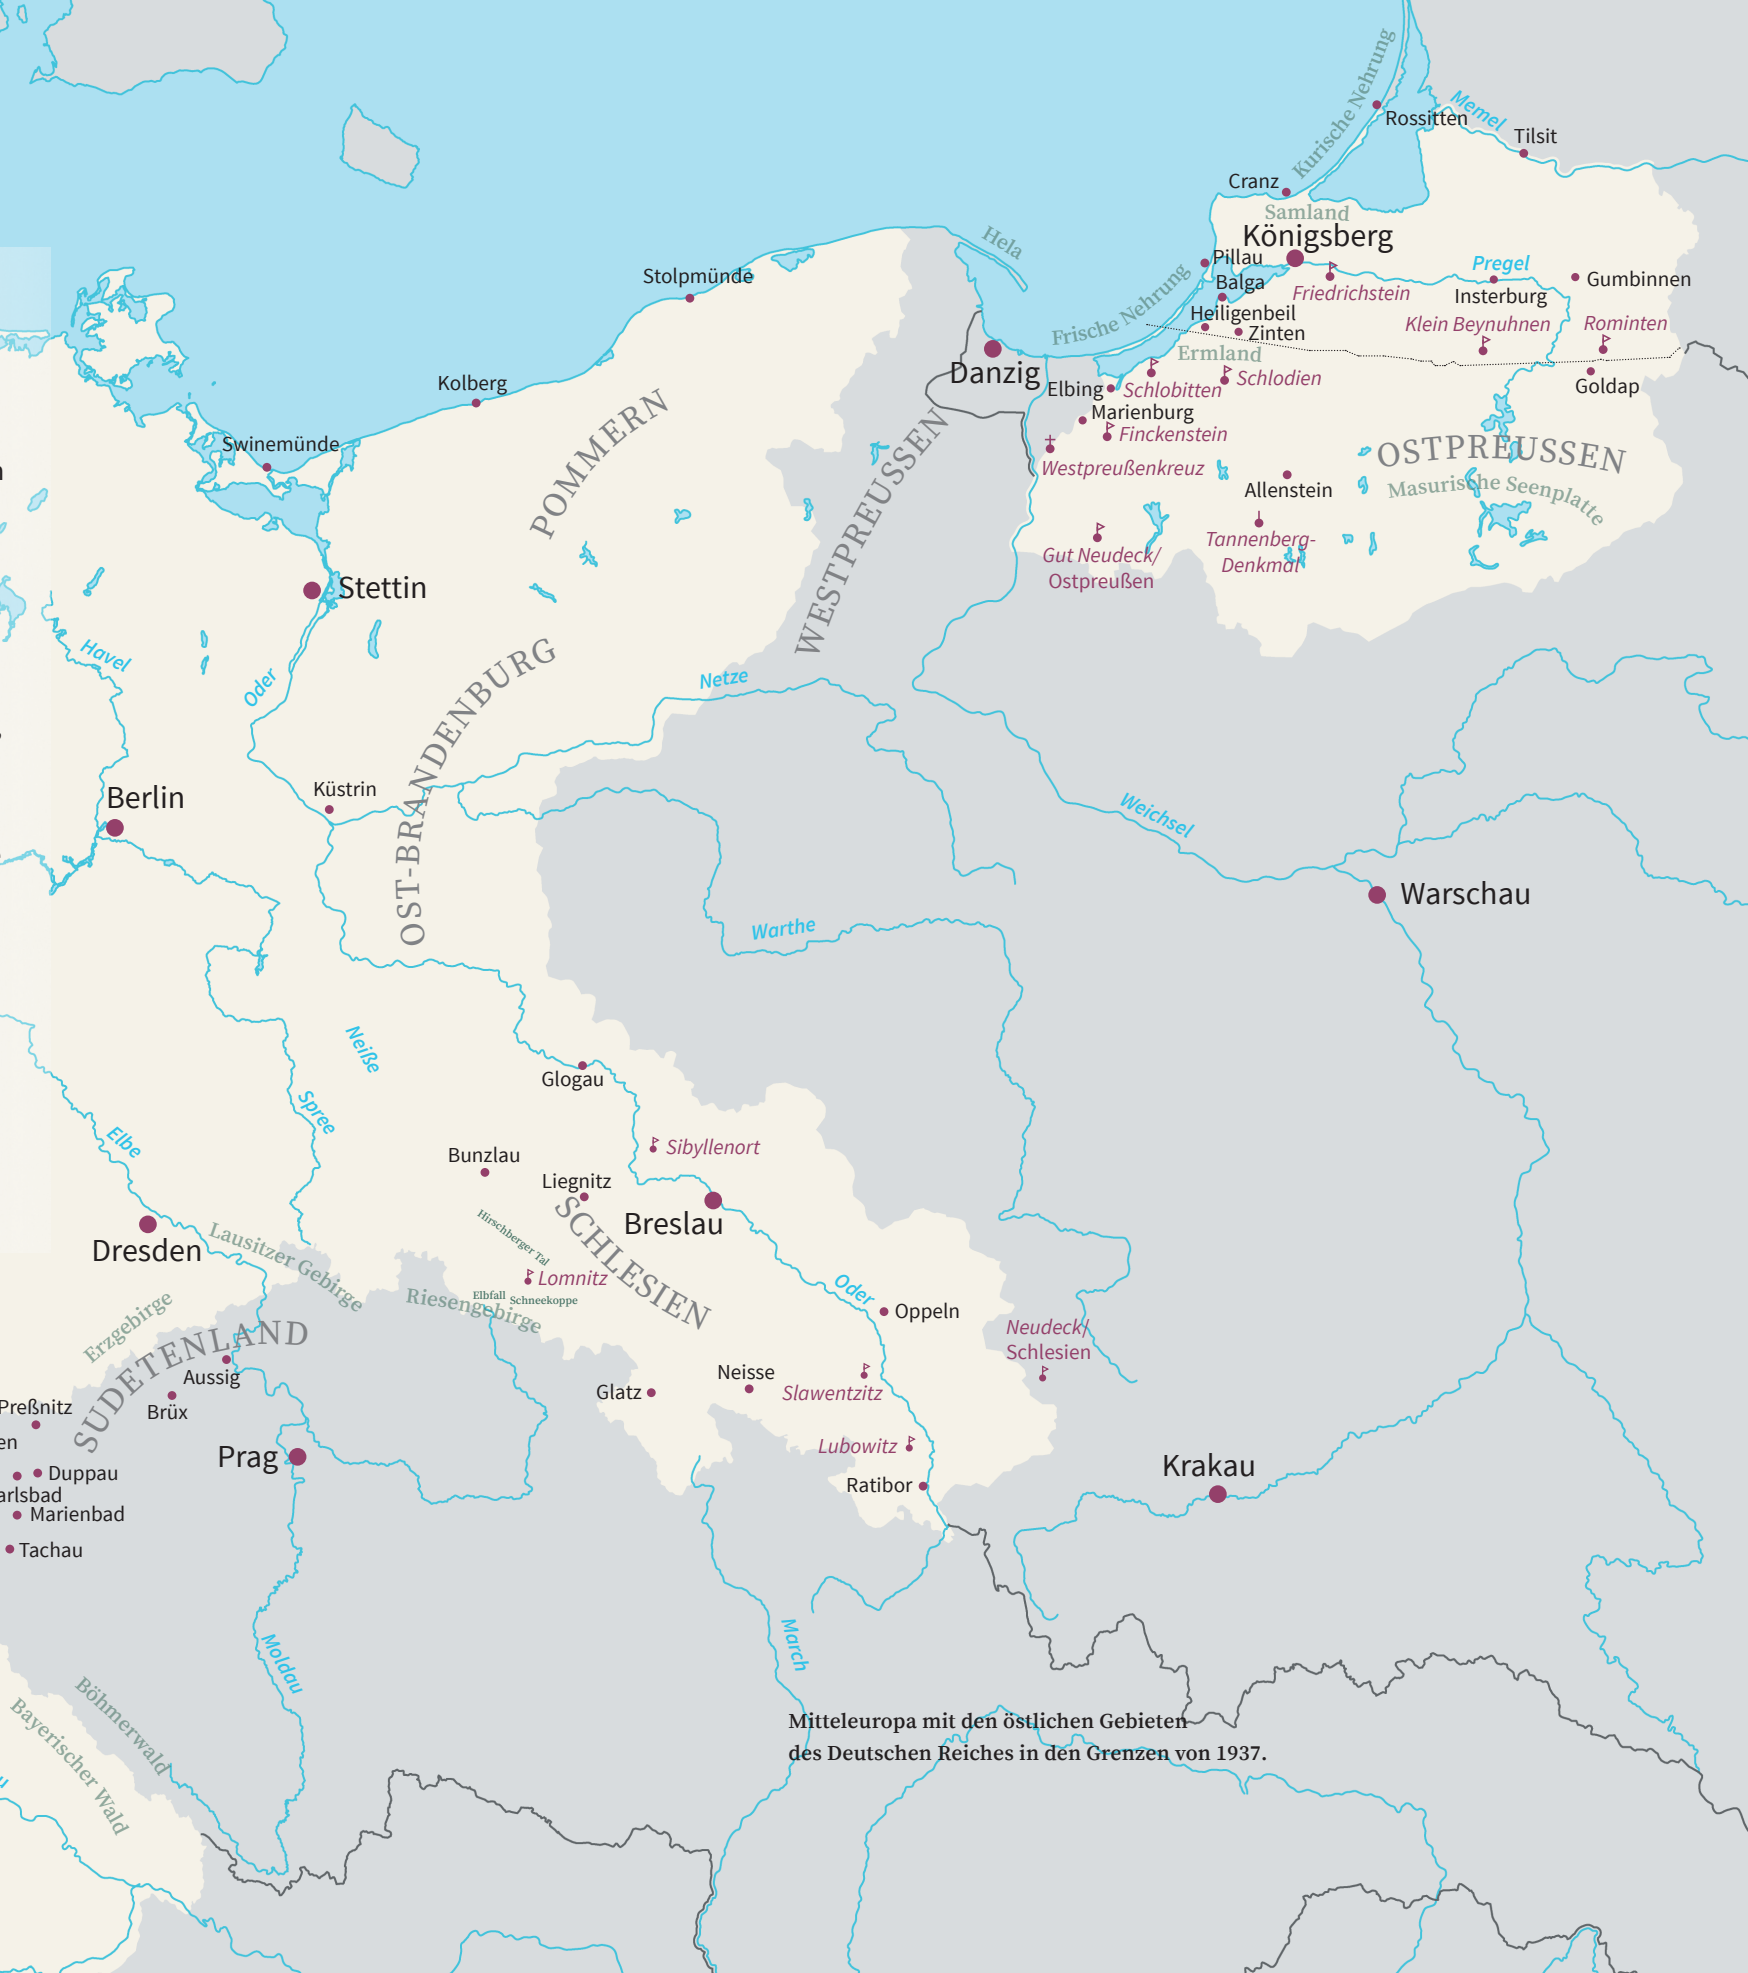 Kurische Nehrung
Memel
Rossitten
Tilsit
Cranz
Samland
Königsberg
Hela
Pillau
Pregel
Stolpmünde
Balga
Gumbinnen
Friedrichstein
Insterburg
Frische Nehrung
Heiligenbeil
Klein Beynuhnen
Rominten
Zinten
Ermland
Danzig
Kolberg
Elbing
Schlobitten
Schlodien
Goldap
Marienburg
POMMERN
Swinemünde
Finckenstein
OSTPREUSSEN
Westpreußenkreuz
WESTPREUSSEN
Allenstein
Masurische Seenplatte
Tannenberg-
Denkmal
Gut Neudeck/
Ostpreußen
Stettin
Havel
Oder
Netze
OST-BRANDENBURG
Küstrin
Berlin
Weichsel
Warschau
Warthe
Neiße
Glogau
Spree
Elbe
Sibyllenort
Bunzlau
Liegnitz
Breslau
Hirschberger Tal
SCHLESIEN
Dresden
Lausitzer Gebirge
Lomnitz
Oder
Elbfall
Schneekoppe
Riesengebirge
Oppeln
Erzgebirge
SUDETENLAND
Neudeck/
Schlesien
Aussig
Neisse
Glatz
Slawentzitz
Brüx
Preßnitz
en
Lubowitz
Prag
Krakau
Duppau
Ratibor
arlsbad
Marienbad
Tachau
March
Moldau
Böhmerwald
Bayerischer Wald
Mitteleuropa mit den östlichen Gebieten
des Deutschen Reiches in den Grenzen von 1937.